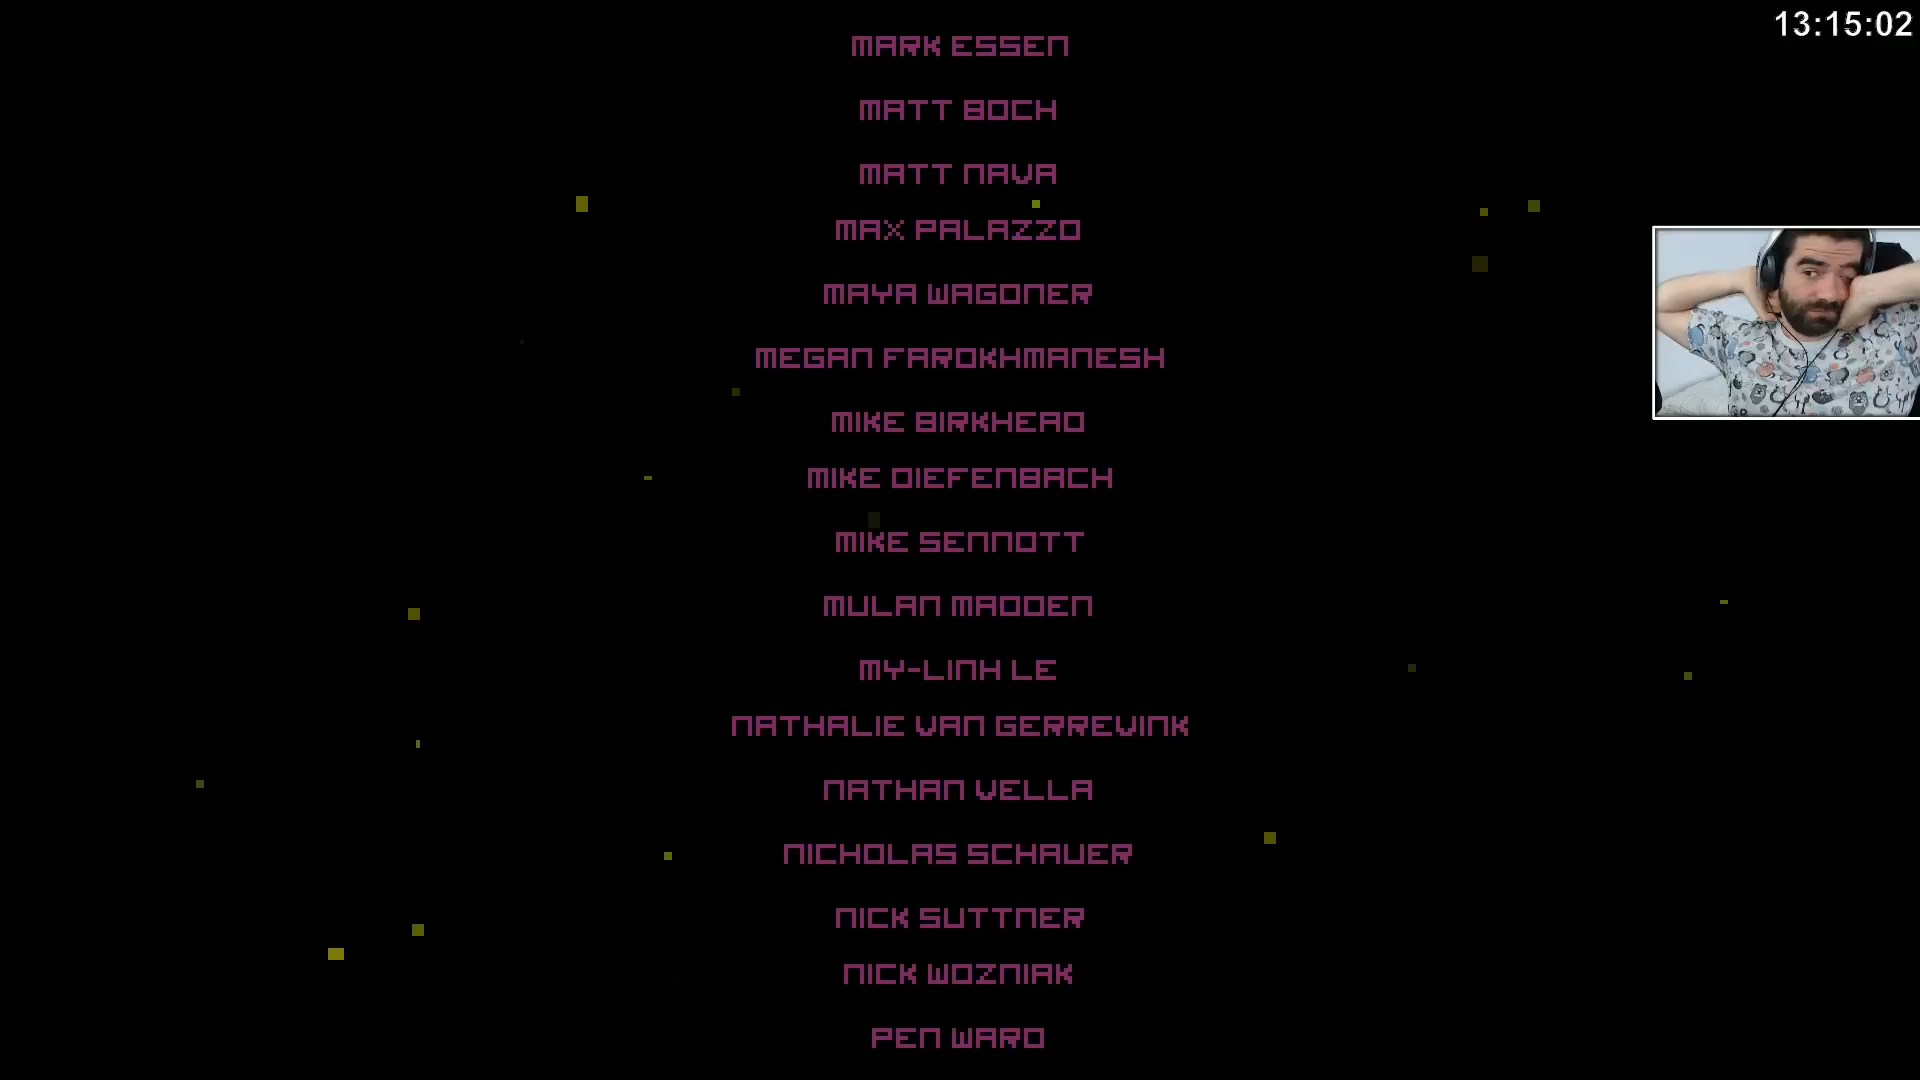 13:15:02
MARK ESSEN
MATT BOCH
MATT NAVA
MAX PALAZZO
MAYA WAGONER
MEGAN FAROKHMANESH
MIKE BIRKHEAD
MIKE DIEFENBACH
MIKE SENNOTT
MULAN MADDEN
MY-LINH LE
NATHALIE VAN GERREVINK
NATHAN VELLA
NICHOLAS SCHAUER
NICK SUTTNER
NICK WOZNIAK
PEN WARD